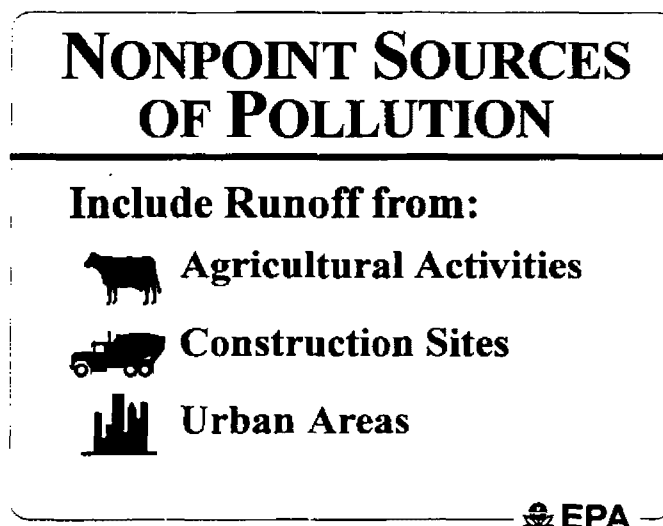 NONPOINT SOURCES
OF POLLUTION
Include Runoff from:
Agricultural Activities
Construction Sites
Urban Areas
EPA